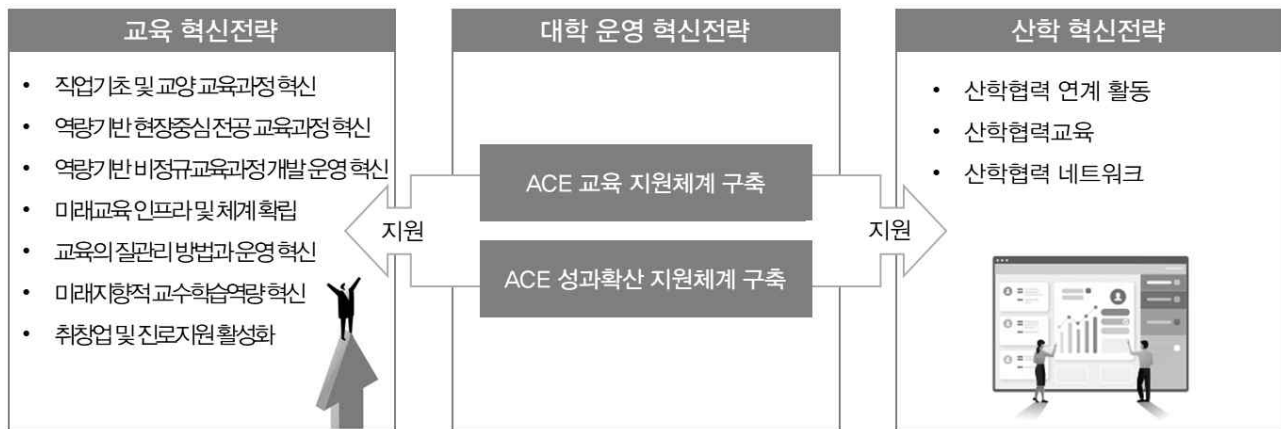 교육 혁신전략
• 직업기초 및 교양 교육과정 혁신
• 역량기반 현장중심 전공 교육과정 혁신
• 역량기반 비정규교육과정 개발 운영 혁신
• 미래교육 인프라 및 체계 확립
• 교육의 질관리 방법과 운영 혁신
• 미래지향적 교수학습역량 혁신
• 취창업 및 진로지원 활성화
지원
대학 운영 혁신전략
ACE 교육 지원체계 구축
ACE 성과확산 지원체계 구축
지원
산학 혁신전략
• 산학협력 연계 활동
• 산학협력교육
• 산학협력 네트워크